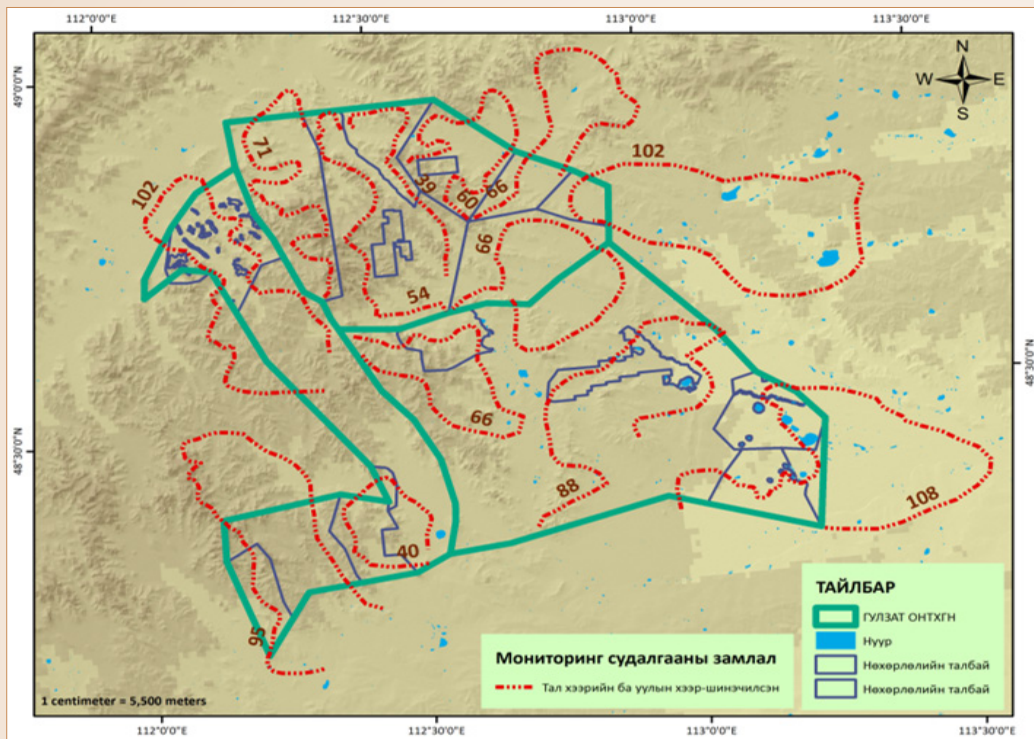 112°0'0"E 112°30'0"E 113°0'0"E 113°30'0"E
N
W E
S
49°0'0"N
71
102
102
39
60
66
66
54
48°30'0"N
66
48°30'0"N
88
108
40
95
ТАЙЛБАР
ГУЛЗАТ ОНТХГН
Нуур
Нөхөрлөлийн талбай
Нөхөрлөлийн талбай
Мониторинг судалгааны замлал
Тал хээрийн ба уулын хээр-шинэчилсэн
1 centimeter = 5,500 meters
112°0'0"E 112°30'0"E 113°0'0"E 113°30'0"E